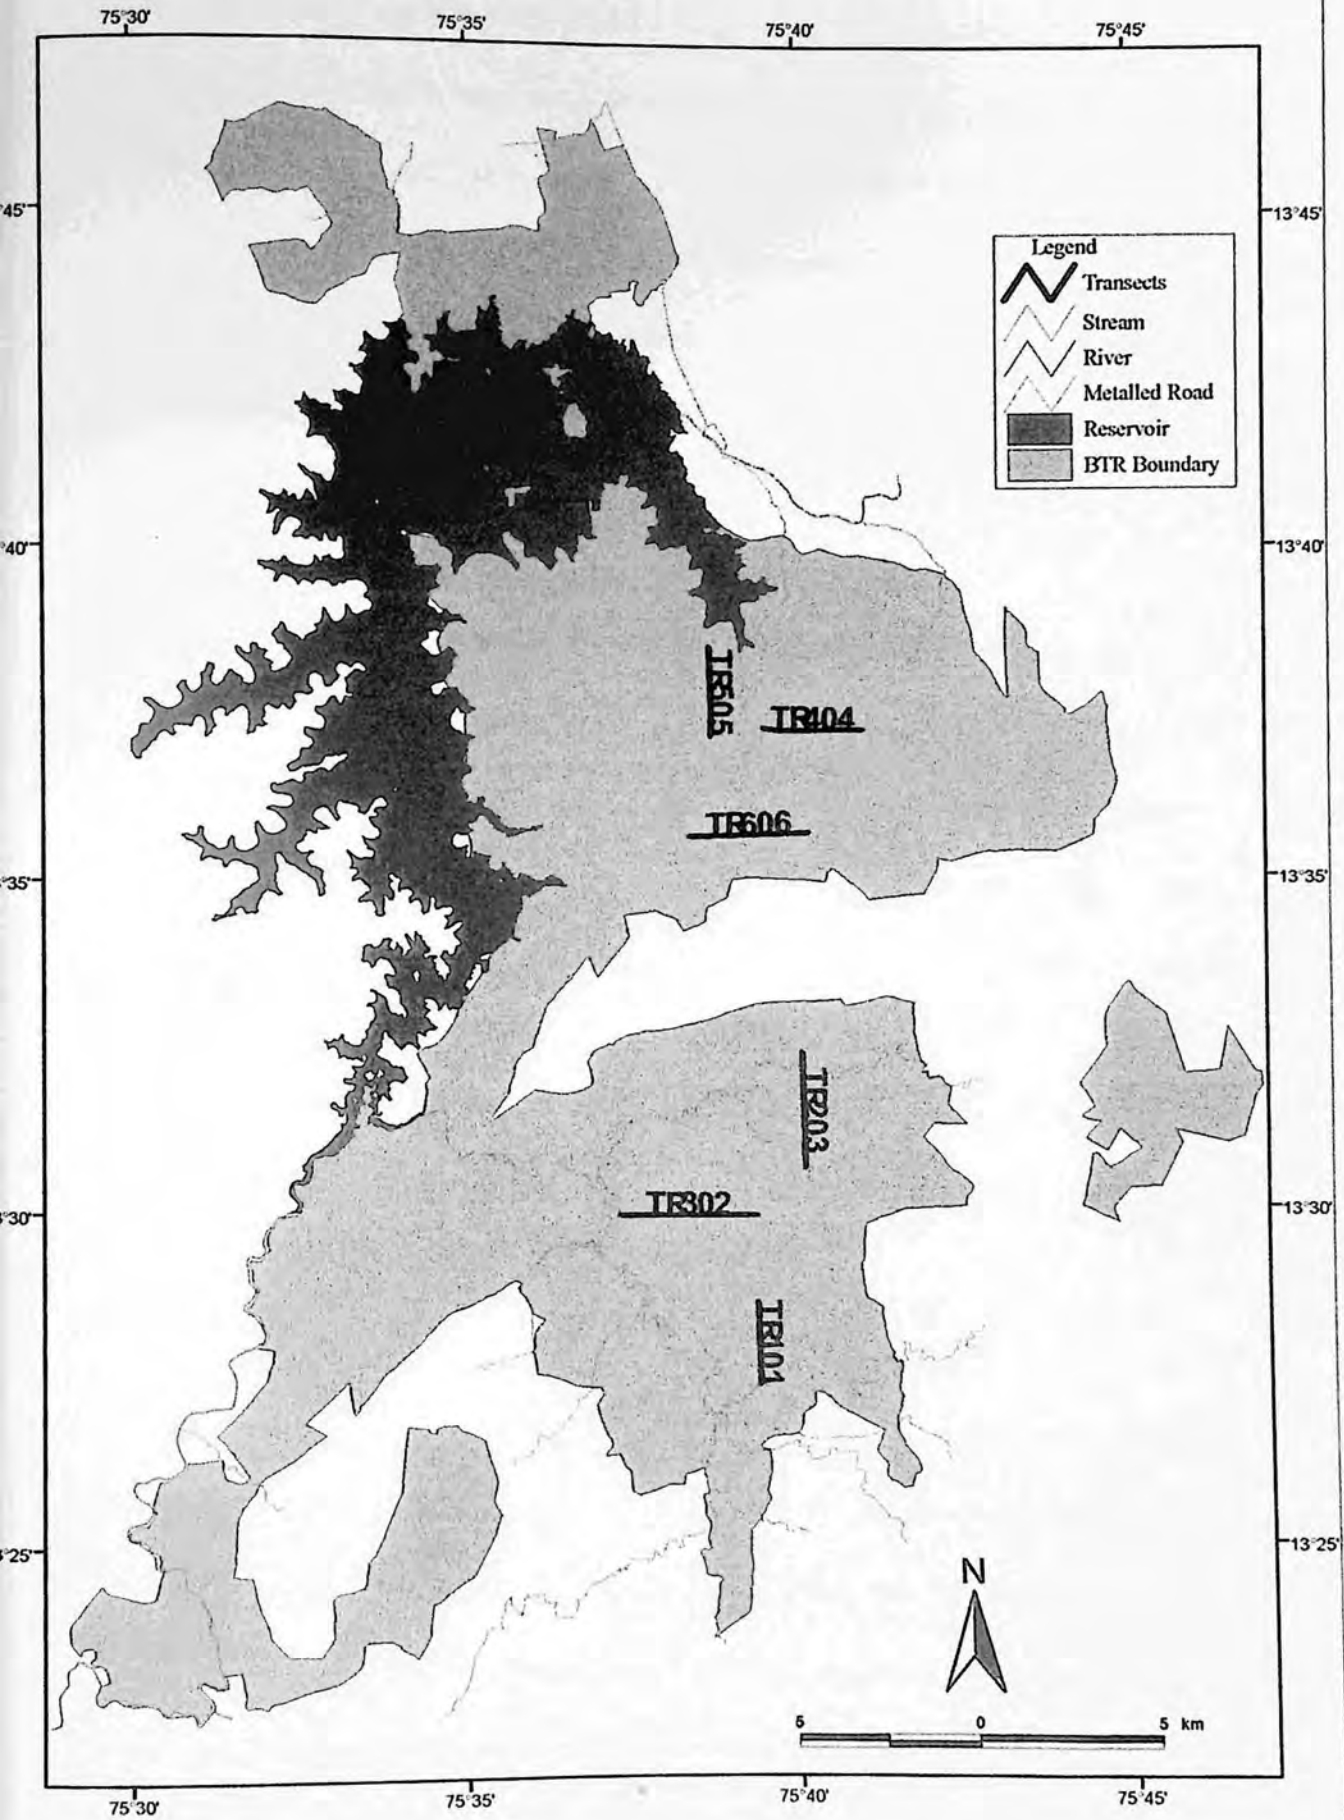 75°30' 75°35' 75°40' 75°45'
45' 13°45'
Legend
Transects
Stream
River
Metalled Road
Reservoir
BTR Boundary
°40' 13°40'
TR505
TR404
TR606
°35' 13°35'
TR203
TR302
3°30' 13°30'
TR101
3°25' 13°25'
N
5 0 5 km
75°30' 75°35' 75°40' 75°45'